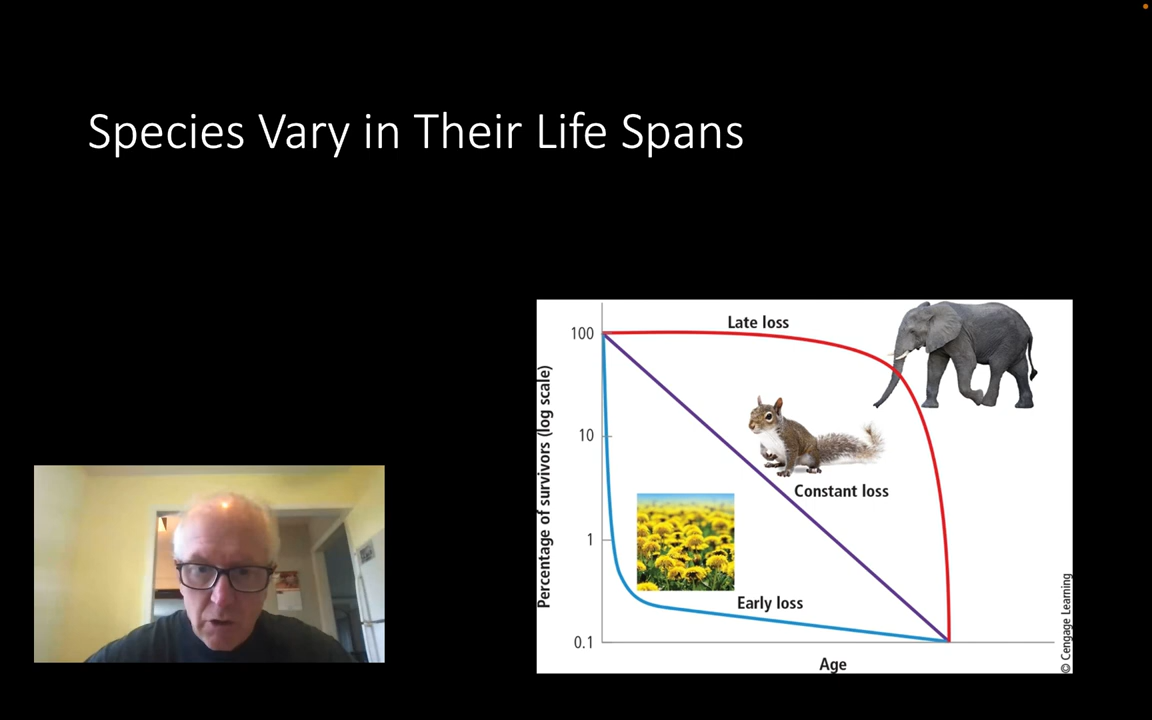 Species Vary in Their Life Spans
Late loss
100
Percentage of survivors (log scale)
10
Constant loss
1
Early loss
0.1
Age
© Cengage Learning